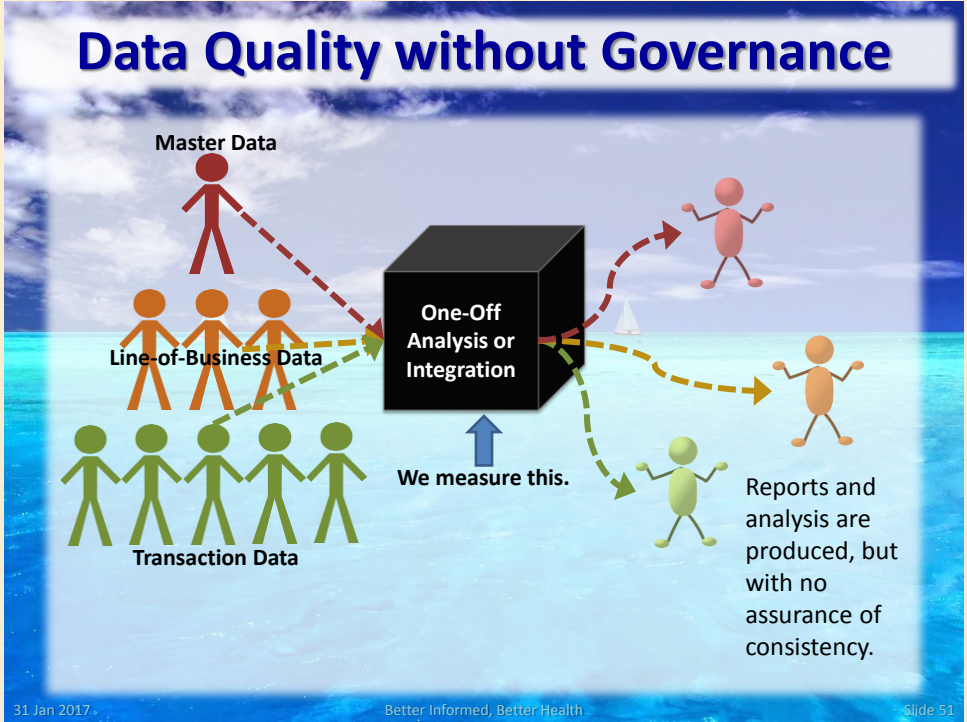 Data Quality without Governance
Master Data
Line-of-Business Data
Transaction Data
One-Off
Analysis or
Integration
We measure this.
Reports and
analysis are
produced, but
with no
assurance of
consistency.
31 Jan 2017
Better Informed, Better Health
Slide 51